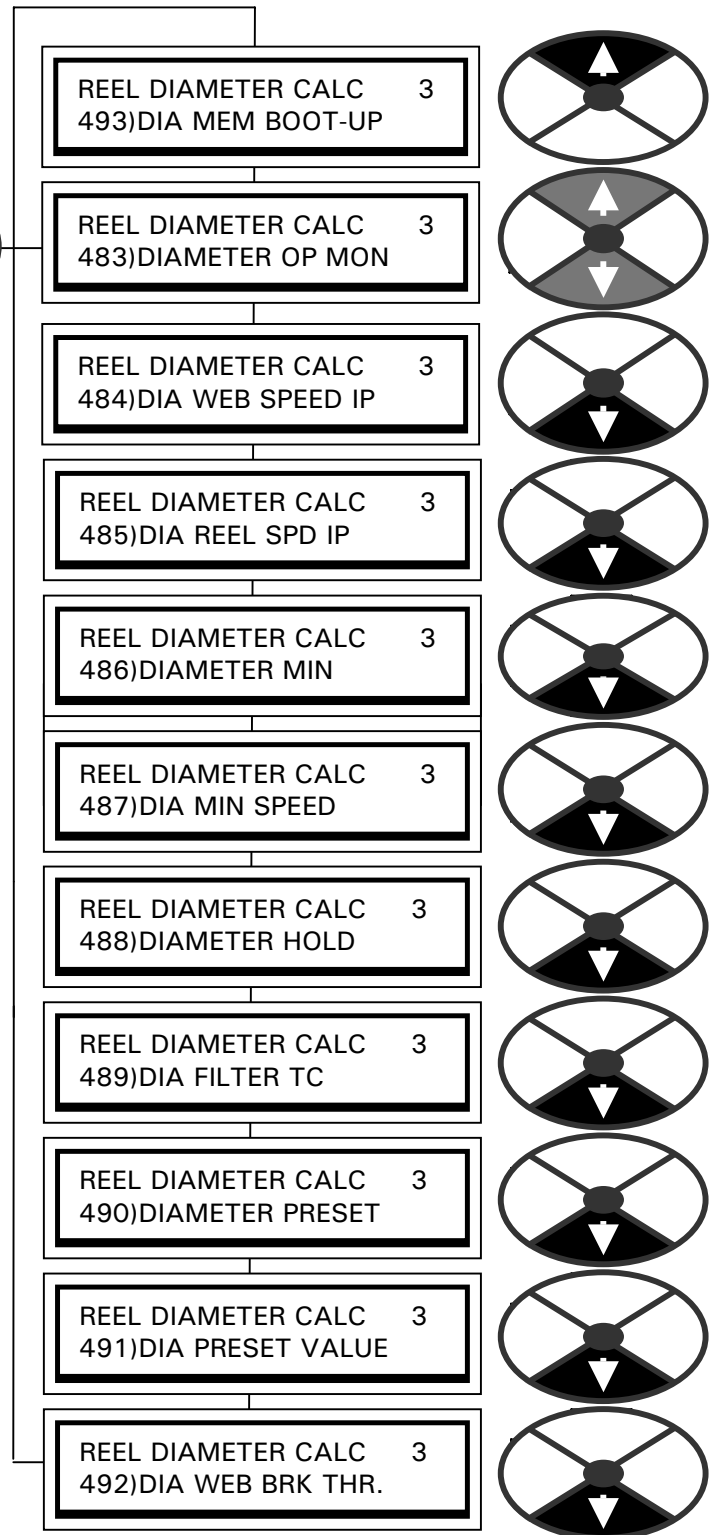 REEL DIAMETER CALC 3
493)DIA MEM BOOT-UP
REEL DIAMETER CALC 3
483)DIAMETER OP MON
REEL DIAMETER CALC 3
484)DIA WEB SPEED IP
REEL DIAMETER CALC 3
485)DIA REEL SPD IP
REEL DIAMETER CALC 3
486)DIAMETER MIN
REEL DIAMETER CALC 3
487)DIA MIN SPEED
REEL DIAMETER CALC 3
488)DIAMETER HOLD
REEL DIAMETER CALC 3
489)DIA FILTER TC
REEL DIAMETER CALC 3
490)DIAMETER PRESET
REEL DIAMETER CALC 3
491)DIA PRESET VALUE
REEL DIAMETER CALC 3
492)DIA WEB BRK THR.